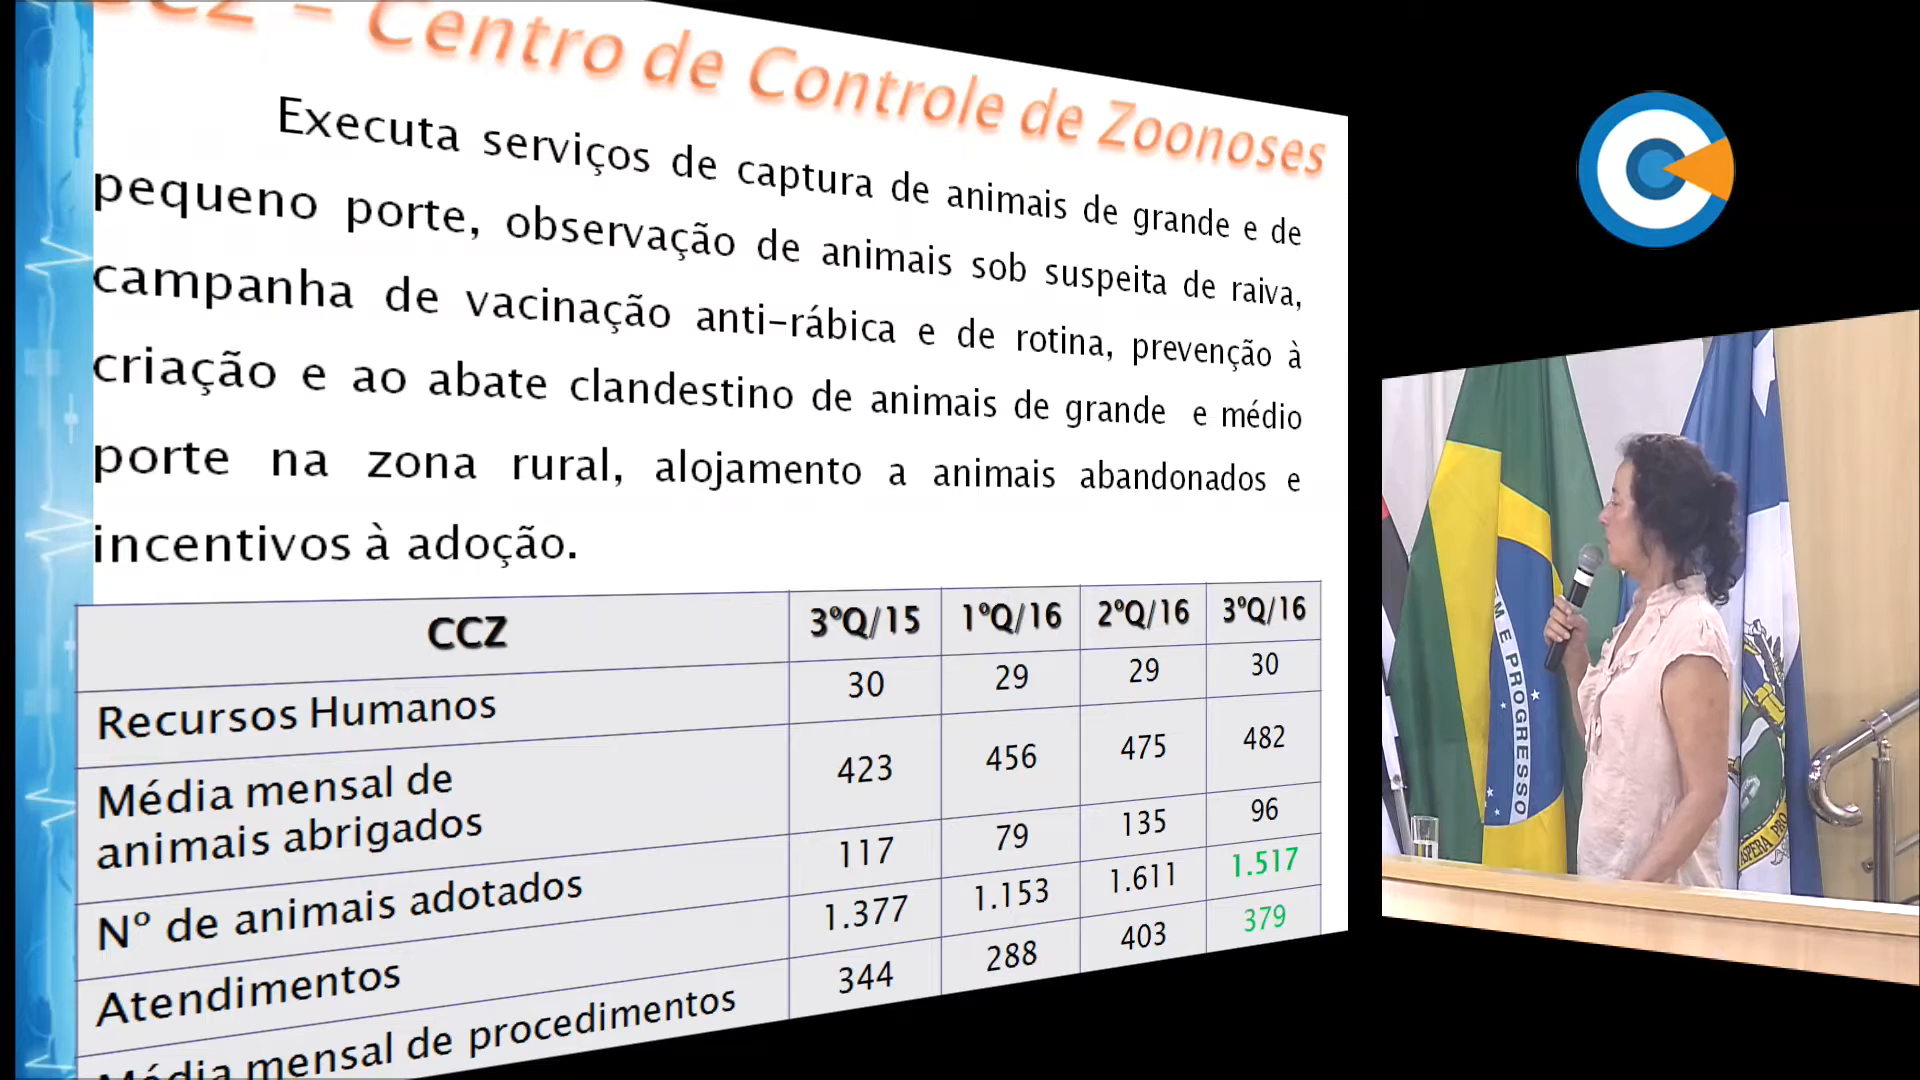 CCZ – Centro de Controle de Zoonoses
Executa serviços de captura de animais de grande e de
pequeno porte, observação de animais sob suspeita de raiva,
campanha de vacinação anti-rábica e de rotina, prevenção à
criação e ao abate clandestino de animais de grande e médio
porte na zona rural, alojamento a animais abandonados e
incentivos à adoção.
CCZ 3ºQ/15 1ºQ/16 2ºQ/16 3ºQ/16
Recursos Humanos 30 29 29 30
Média mensal de
animais abrigados 423 456 475 482
Nº de animais adotados 117 79 135 96
Atendimentos 1.377 1.153 1.611 1.517
Média mensal de procedimentos 344 288 403 379
EM E PROGRESSO
ASPERA PRO